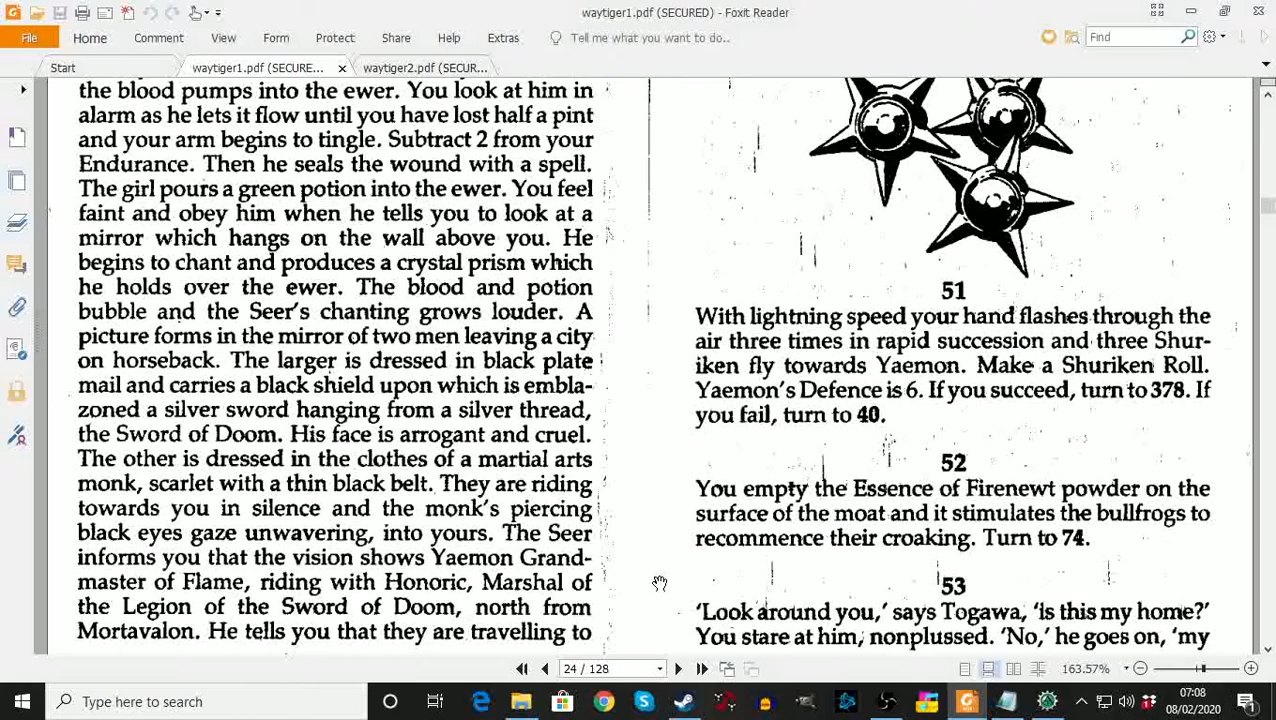 waytiger1.pdf (SECURED) - Foxit Reader
File
Home
Comment
View
Form
Protect
Share
Help
Extras
Tell me what you want to do..
Find
Start
waytiger1.pdf (SECURE...
waytiger2.pdf (SECUR...
the blood pumps into the ewer. You look at him in
alarm as he lets it flow until you have lost half a pint
and your arm begins to tingle. Subtract 2 from your
Endurance. Then he seals the wound with a spell.
The girl pours a green potion into the ewer. You feel
faint and obey him when he tells you to look at a
mirror which hangs on the wall above you. He
begins to chant and produces a crystal prism which
he holds over the ewer. The blood and potion
bubble and the Seer's chanting grows louder. A
picture forms in the mirror of two men leaving a city
on horseback. The larger is dressed in black plate
mail and carries a black shield upon which is embla-
zoned a silver sword hanging from a silver thread,
the Sword of Doom. His face is arrogant and cruel.
The other is dressed in the clothes of a martial arts
monk, scarlet with a thin black belt. They are riding
towards you in silence and the monk's piercing
black eyes gaze unwavering, into yours. The Seer
informs you that the vision shows Yaemon Grand-
master of Flame, riding with Honoric, Marshal of
the Legion of the Sword of Doom, north from
Mortavalon. He tells you that they are travelling to
51
With lightning speed your hand flashes through the
air three times in rapid succession and three Shur-
iken fly towards Yaemon. Make a Shuriken Roll.
Yaemon's Defence is 6. If you succeed, turn to 378. If
you fail, turn to 40.
52
You empty the Essence of Firenewt powder on the
surface of the moat and it stimulates the bullfrogs to
recommence their croaking. Turn to 74.
53
'Look around you,' says Togawa, 'is this my home?'
You stare at him, nonplussed. 'No,' he goes on, 'my
24 / 128
163.57%
Type here to search
07:08
08/02/2020